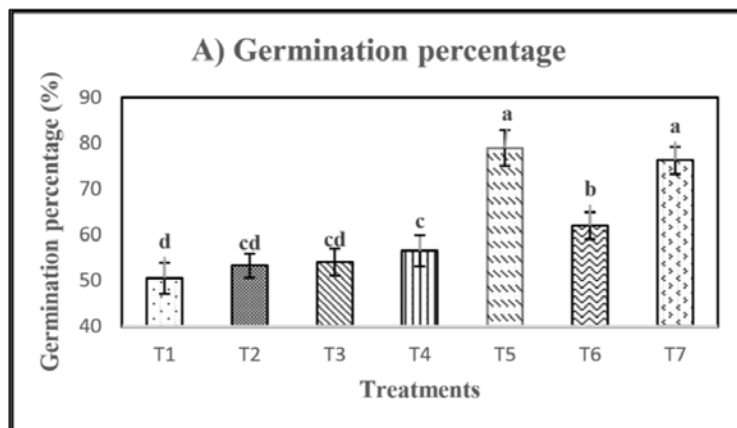 A) Germination percentage
Germination percentage (%)
90
80
70
60
50
40
d
cd
cd
c
a
b
a
T1 T2 T3 T4 T5 T6 T7
Treatments